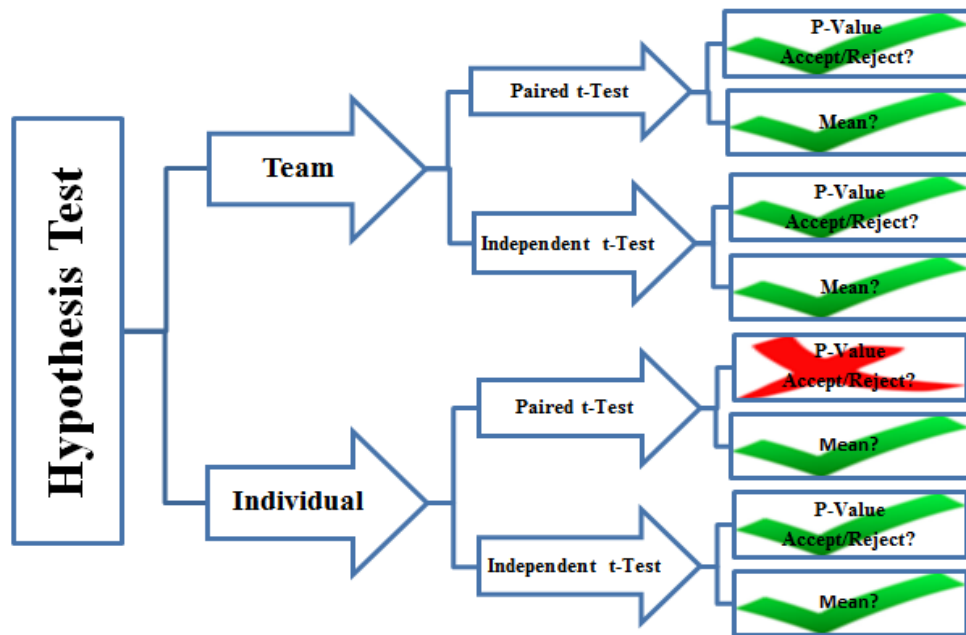 Hypothesis Test
Team
Paired t-Test
P-Value
Accept/Reject?
Mean?
Independent t-Test
P-Value
Accept/Reject?
Mean?
Individual
Paired t-Test
P-Value
Accept/Reject?
Mean?
Independent t-Test
P-Value
Accept/Reject?
Mean?